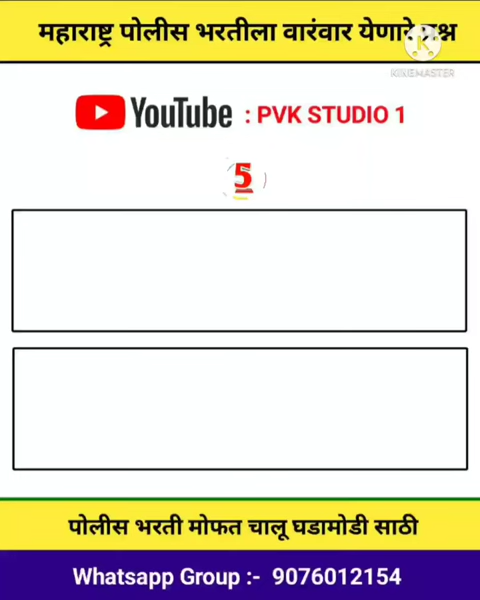 महाराष्ट्र पोलीस भरतीला वारंवार येणारे प्रश्न
KINEMASTER
YouTube : PVK STUDIO 1
5
पोलीस भरती मोफत चालू घडामोडी साठी
Whatsapp Group :- 9076012154